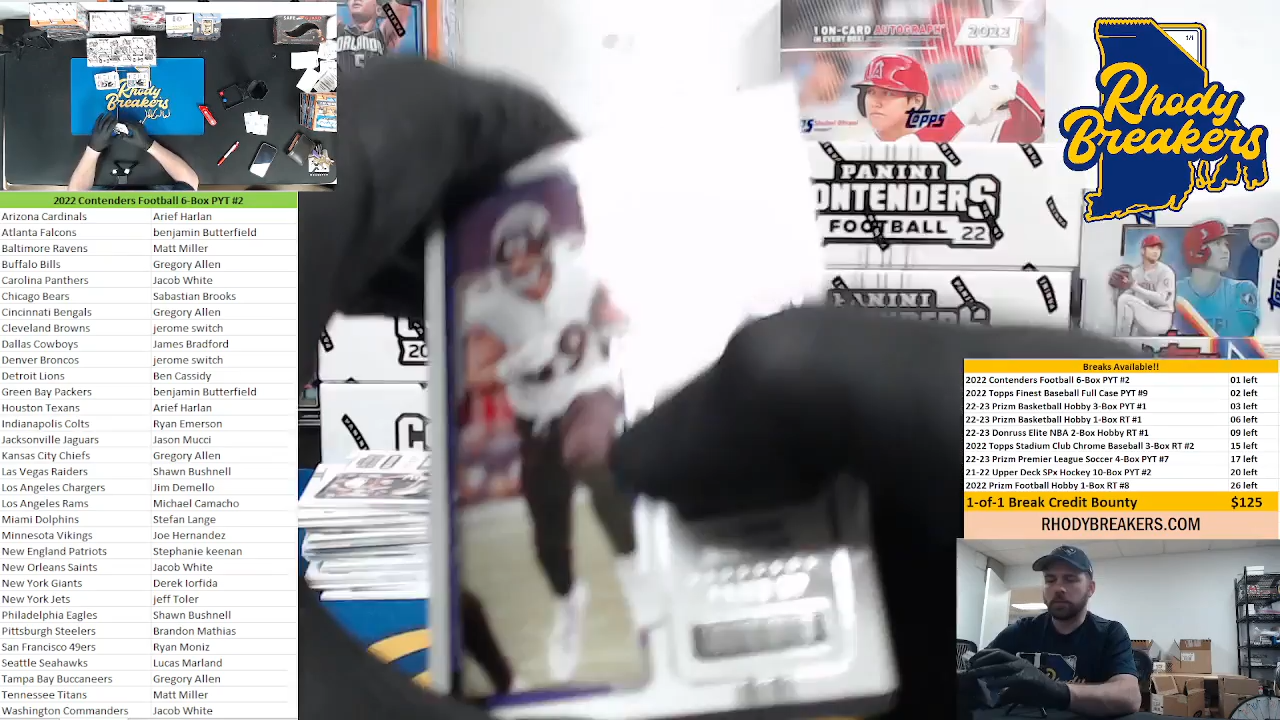 2022 Contenders Football 6-Box PYT #2
Arizona Cardinals Arief Harlan
Atlanta Falcons benjamin Butterfield
Baltimore Ravens Matt Miller
Buffalo Bills Gregory Allen
Carolina Panthers Jacob White
Chicago Bears Sabastian Brooks
Cincinnati Bengals Gregory Allen
Cleveland Browns jerome switch
Dallas Cowboys James Bradford
Denver Broncos jerome switch
Detroit Lions Ben Cassidy
Green Bay Packers benjamin Butterfield
Houston Texans Arief Harlan
Indianapolis Colts Ryan Emerson
Jacksonville Jaguars Jason Mucci
Kansas City Chiefs Gregory Allen
Las Vegas Raiders Shawn Bushnell
Los Angeles Chargers Jim Demello
Los Angeles Rams Michael Camacho
Miami Dolphins Stefan Lange
Minnesota Vikings Joe Hernandez
New England Patriots Stephanie keenan
New Orleans Saints Jacob White
New York Giants Derek Iorfida
New York Jets jeff Toler
Philadelphia Eagles Shawn Bushnell
Pittsburgh Steelers Brandon Mathias
San Francisco 49ers Ryan Moniz
Seattle Seahawks Lucas Marland
Tampa Bay Buccaneers Gregory Allen
Tennessee Titans Matt Miller
Washington Commanders Jacob White
Rhody
Breakers
ORLANDO
1 ON-CARD AUTOGRAPH
IN EVERY BOX!
2022
TOPPS
PANINI
ONTENDERS
FOOTBALL 22
PANINI
1/1
Rhody
Breakers
Breaks Available!!
2022 Contenders Football 6-Box PYT #2 01 left
2022 Topps Finest Baseball Full Case PYT #9 02 left
22-23 Prizm Basketball Hobby 3-Box PYT #1 03 left
22-23 Prizm Basketball Hobby 1-Box RT #1 06 left
22-23 Donruss Elite NBA 2-Box Hobby RT #1 09 left
2022 Topps Stadium Club Chrome Baseball 3-Box RT #2 15 left
22-23 Prizm Premier League Soccer 4-Box PYT #7 17 left
21-22 Upper Deck SPx Hockey 10-Box PYT #2 20 left
2022 Prizm Football Hobby 1-Box RT #8 26 left
1-of-1 Break Credit Bounty $125
RHODYBREAKERS.COM